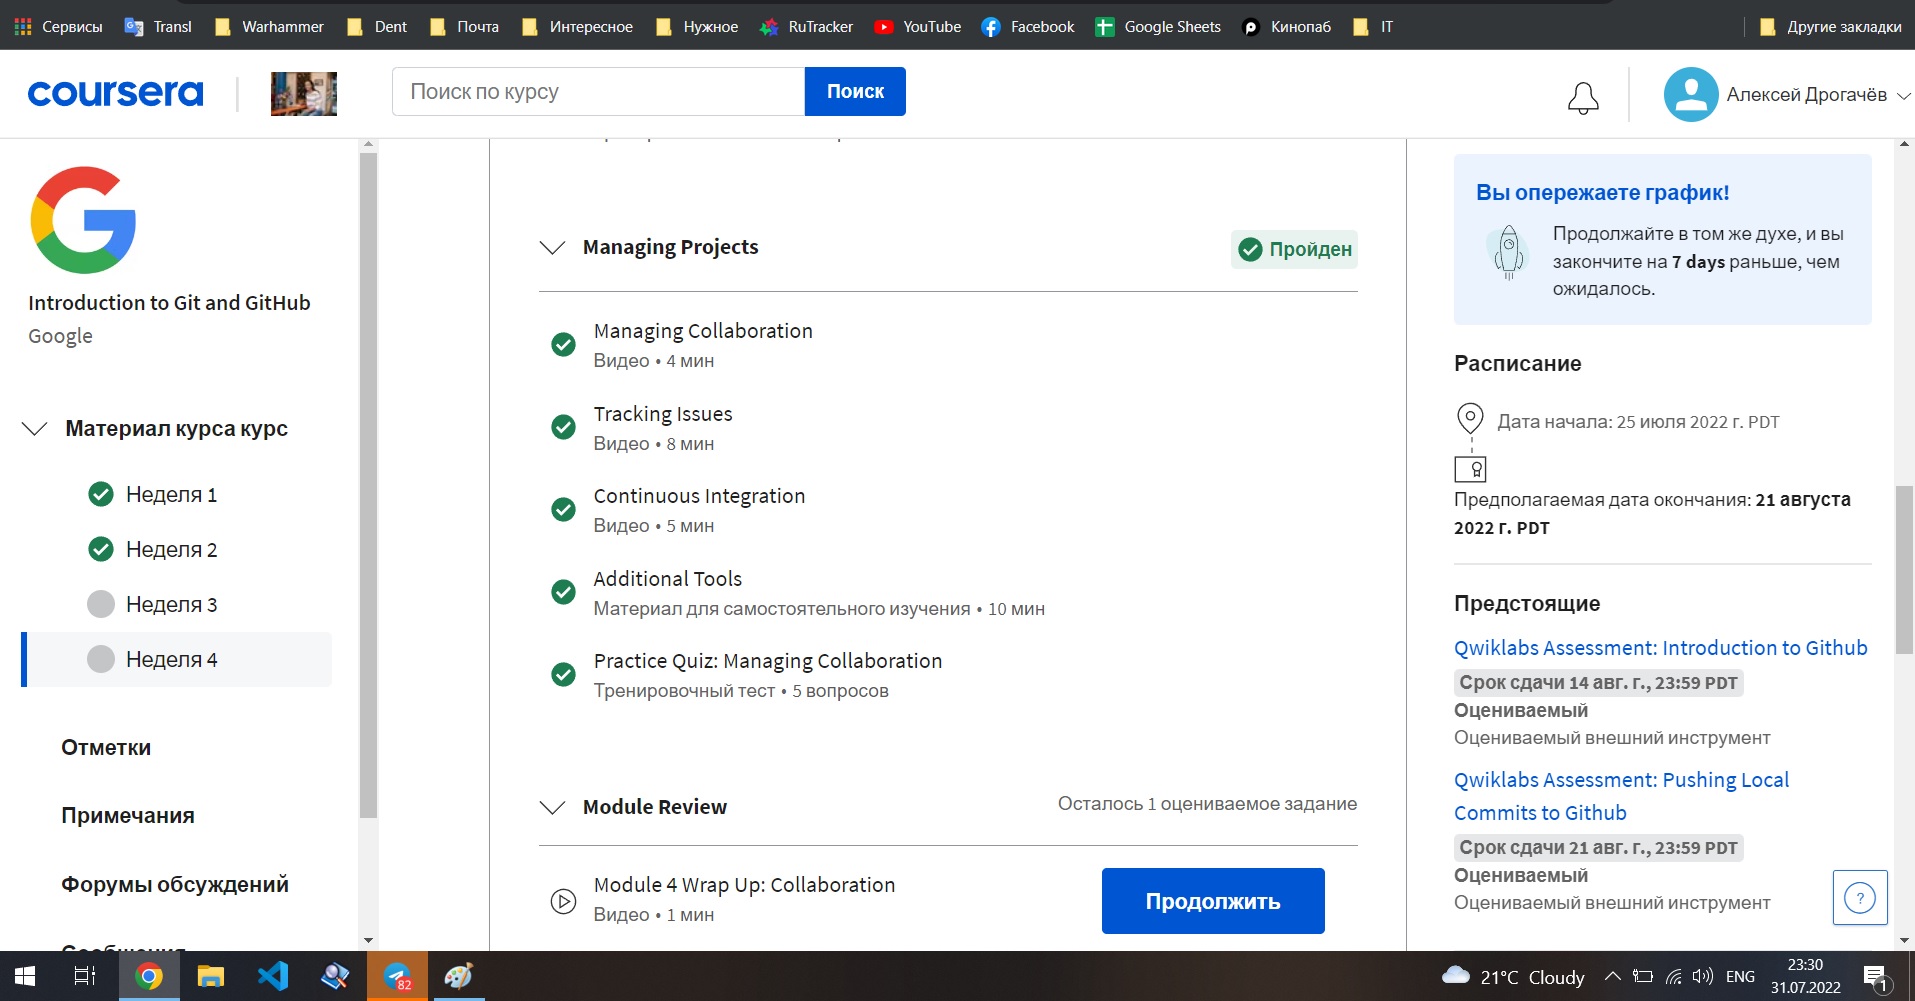 Сервисы
Transl
Warhammer
Dent
Почта
Интересное
Нужное
RuTracker
YouTube
Facebook
Google Sheets
Кинопаб
IT
Другие закладки
coursera
Поиск по курсу
Поиск
Алексей Дрогачёв
Introduction to Git and GitHub
Google
Материал курса курс
Неделя 1
Неделя 2
Неделя 3
Неделя 4
Отметки
Примечания
Форумы обсуждений
Managing Projects
Пройден
Managing Collaboration
Видео • 4 мин
Tracking Issues
Видео • 8 мин
Continuous Integration
Видео • 5 мин
Additional Tools
Материал для самостоятельного изучения • 10 мин
Practice Quiz: Managing Collaboration
Тренировочный тест • 5 вопросов
Module Review
Осталось 1 оцениваемое задание
Module 4 Wrap Up: Collaboration
Видео • 1 мин
Продолжить
Вы опережаете график!
Продолжайте в том же духе, и вы
закончите на 7 days раньше, чем
ожидалось.
Расписание
Дата начала: 25 июля 2022 г. PDT
Предполагаемая дата окончания: 21 августа
2022 г. PDT
Предстоящие
Qwiklabs Assessment: Introduction to Github
Срок сдачи 14 авг. г., 23:59 PDT
Оцениваемый
Оцениваемый внешний инструмент
Qwiklabs Assessment: Pushing Local
Commits to Github
Срок сдачи 21 авг. г., 23:59 PDT
Оцениваемый
Оцениваемый внешний инструмент
?
82
21°C Cloudy
ENG
23:30
31.07.2022
1